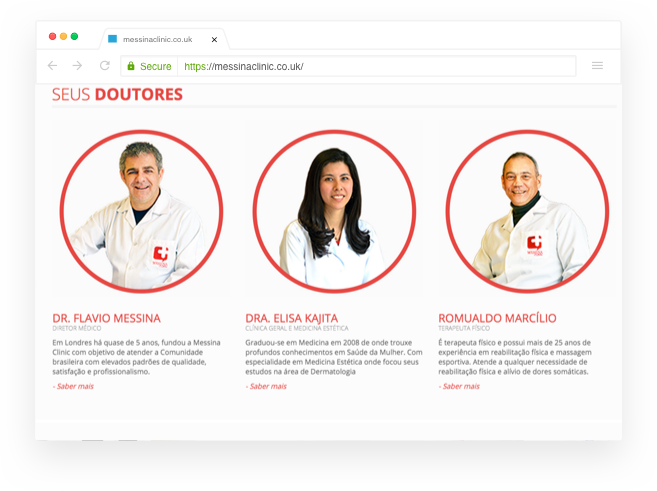 messinaclinic.co.uk
Secure
https://messinaclinic.co.uk/
SEUS DOUTORES
DR. FLAVIO MESSINA
DIRETOR MÉDICO
Em Londres há quase de 5 anos, fundou a Messina
Clinic com objetivo de atender a Comunidade
brasileira com elevados padrões de qualidade,
satisfação e profissionalismo.
- Saber mais
DRA. ELISA KAJITA
CLÍNICA GERAL E MEDICINA ESTÉTICA
Graduou-se em Medicina em 2008 de onde trouxe
profundos conhecimentos em Saúde da Mulher. Com
especialidade em Medicina Estética onde focou seus
estudos na área de Dermatologia
- Saber mais
ROMUALDO MARCÍLIO
TERAPEUTA FÍSICO
É terapeuta físico e possui mais de 25 anos de
experiência em reabilitação física e massagem
esportiva. Atende a qualquer necessidade de
reabilitação física e alívio de dores somáticas.
- Saber mais